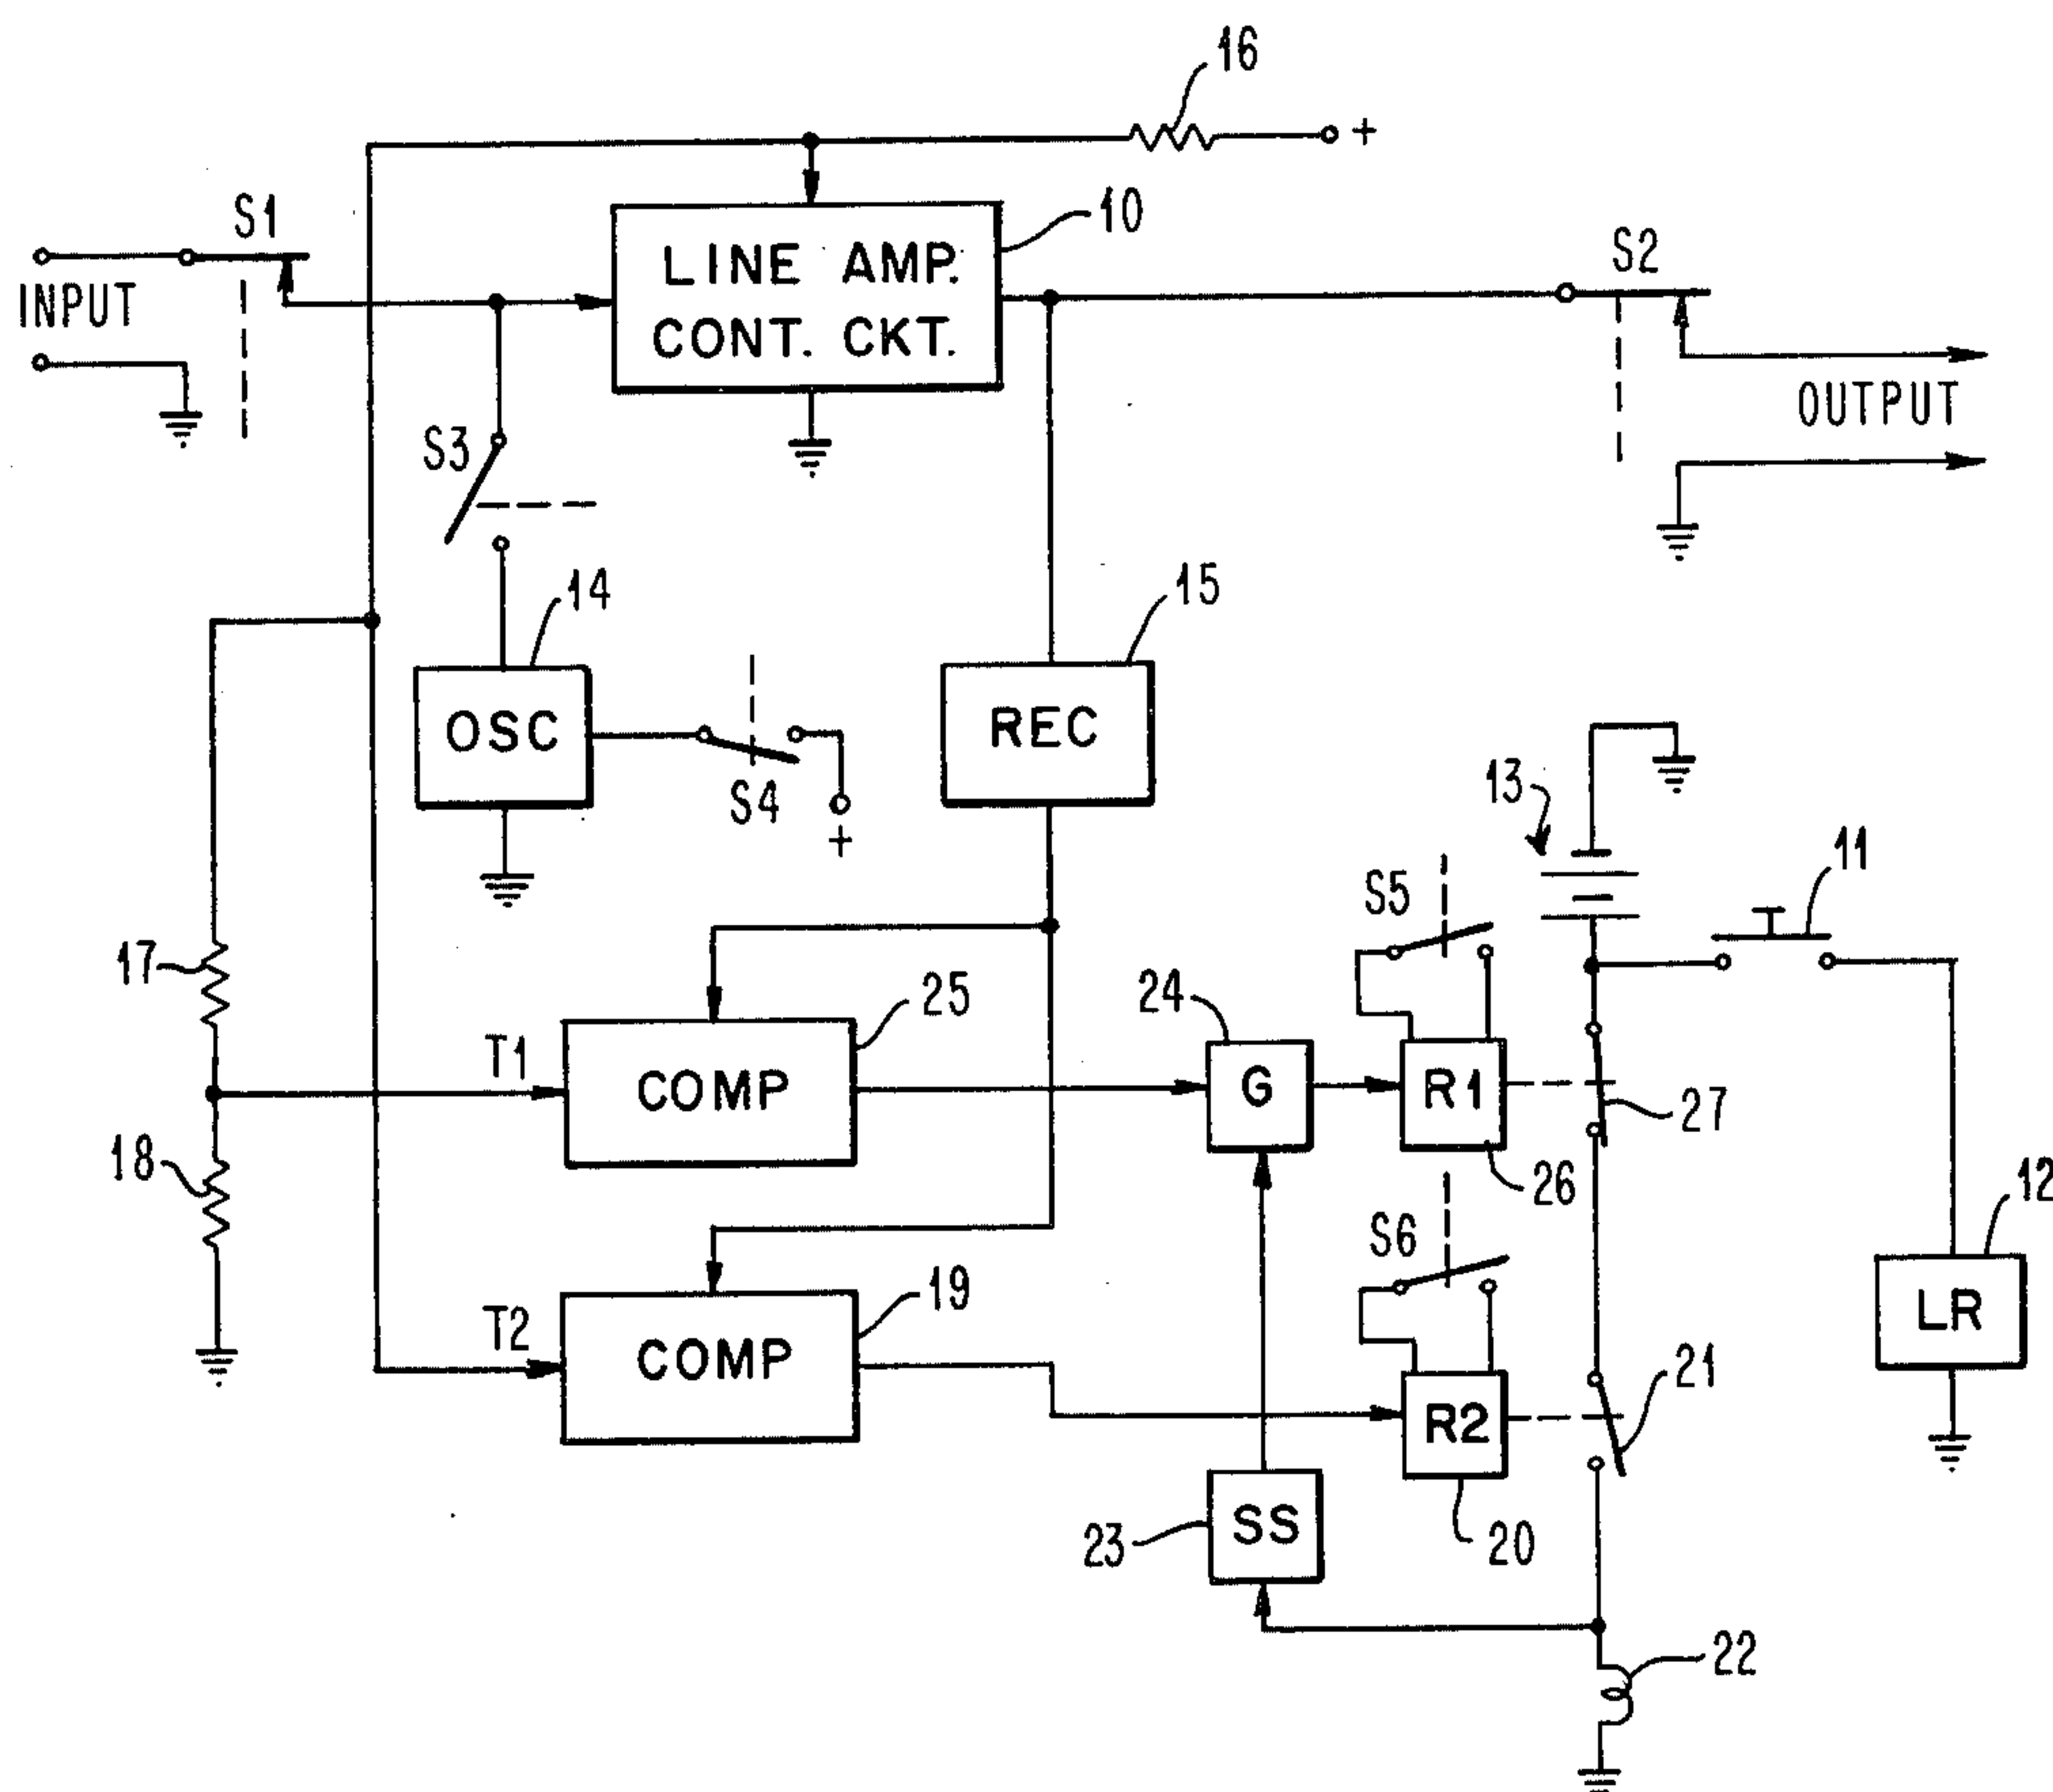 16
+
S1
10
INPUT
LINE AMP.
CONT. CKT.
S2
OUTPUT
S3
14
15
OSC
S4
+
REC
13
11
S5
17
25
24
T1
COMP
G
R1
27
18
26
12
S6
19
T2
COMP
LR
R2
21
23
SS
20
22